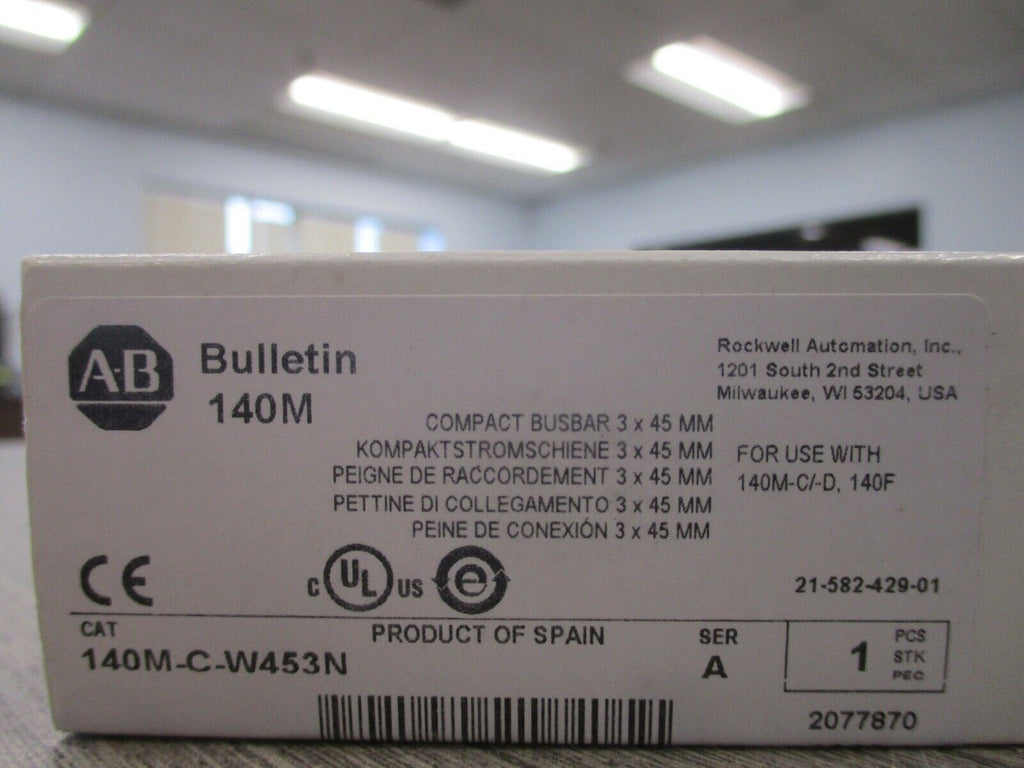 A-B
Bulletin
140M
Rockwell Automation, Inc.,
1201 South 2nd Street
Milwaukee, WI 53204, USA
COMPACT BUSBAR 3 x 45 MM
KOMPAKTSTROMSCHIENE 3 x 45 MM
PEIGNE DE RACCORDEMENT 3 x 45 MM
PETTINE DI COLLEGAMENTO 3 x 45 MM
PEINE DE CONEXIÓN 3 x 45 MM
FOR USE WITH
140M-C/-D, 140F
CE
C UL US e
21-582-429-01
CAT
140M-C-W453N
PRODUCT OF SPAIN
SER
A
1
PCS
STK
PEC
2077870